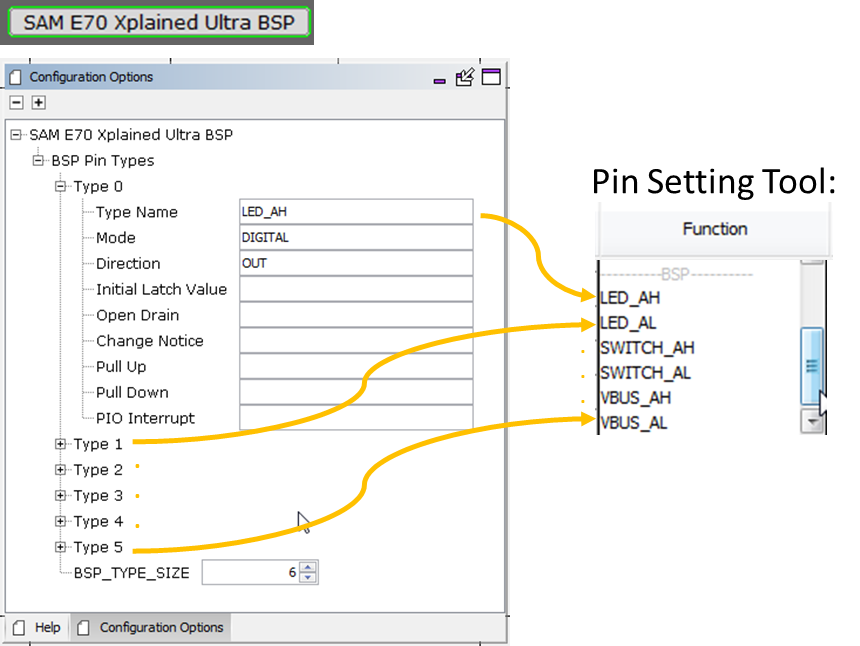 SAM E70 Xplained Ultra BSP
Configuration Options
SAM E70 Xplained Ultra BSP
BSP Pin Types
Type 0
Type Name LED_AH
Mode DIGITAL
Direction OUT
Initial Latch Value
Open Drain
Change Notice
Pull Up
Pull Down
PIO Interrupt
Type 1
Type 2
Type 3
Type 4
Type 5
BSP_TYPE_SIZE 6
Help Configuration Options
Pin Setting Tool:
Function
----------BSP----------
LED_AH
LED_AL
SWITCH_AH
SWITCH_AL
VBUS_AH
VBUS_AL